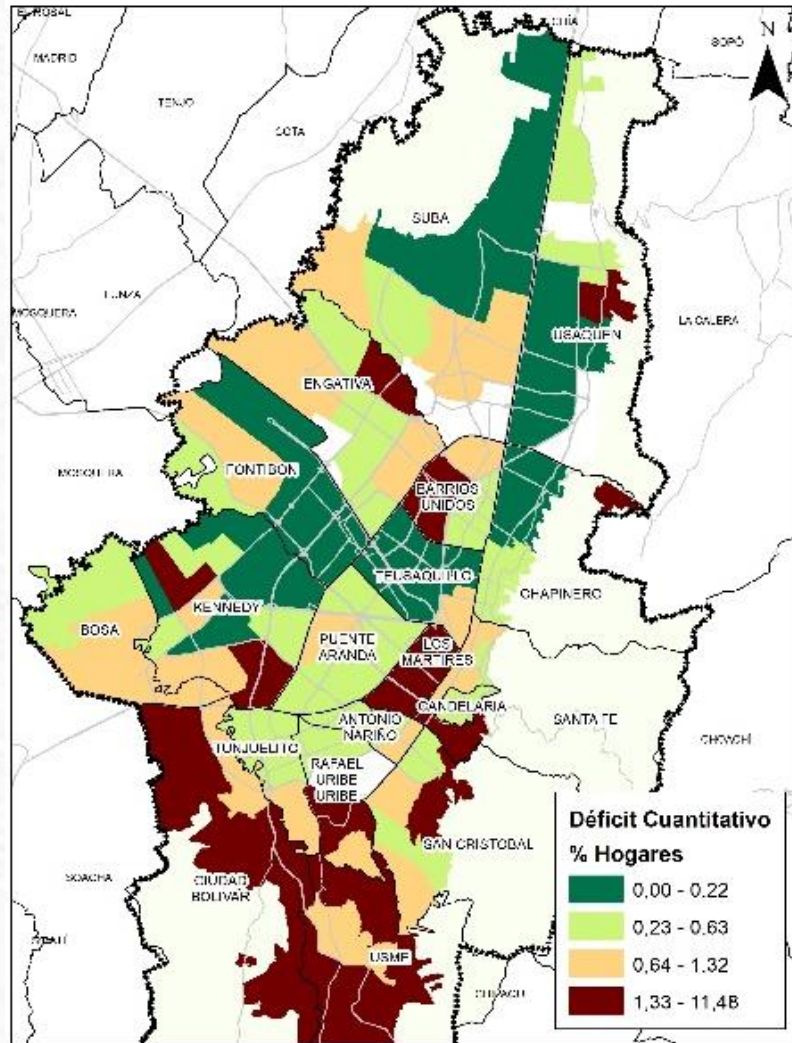 EL ROSAL
CHÍA
SOPÓ
N
MADRID
TENJO
COTA
SUBA
FUNZA
MOSQUERA
LA CALERA
USAQUEN
ENGATIVA
MOSQUERA
FONTIBON
BARRIOS
UNIDOS
TEUSAQUILLO
CHAPINERO
KENNEDY
BOSA
PUENTE
ARANDA
LOS
MARTIRES
CANDELARIA
SANTA FE
CHOACHÍ
ANTONIO
NARIÑO
TUNJUELITO
RAFAEL
URIBE
URIBE
SAN CRISTOBAL
SOACHA
CIUDAD
BOLIVAR
USME
Déficit Cuantitativo
% Hogares
0,00 - 0.22
0,23 - 0.63
0,64 - 1.32
1,33 - 11,48